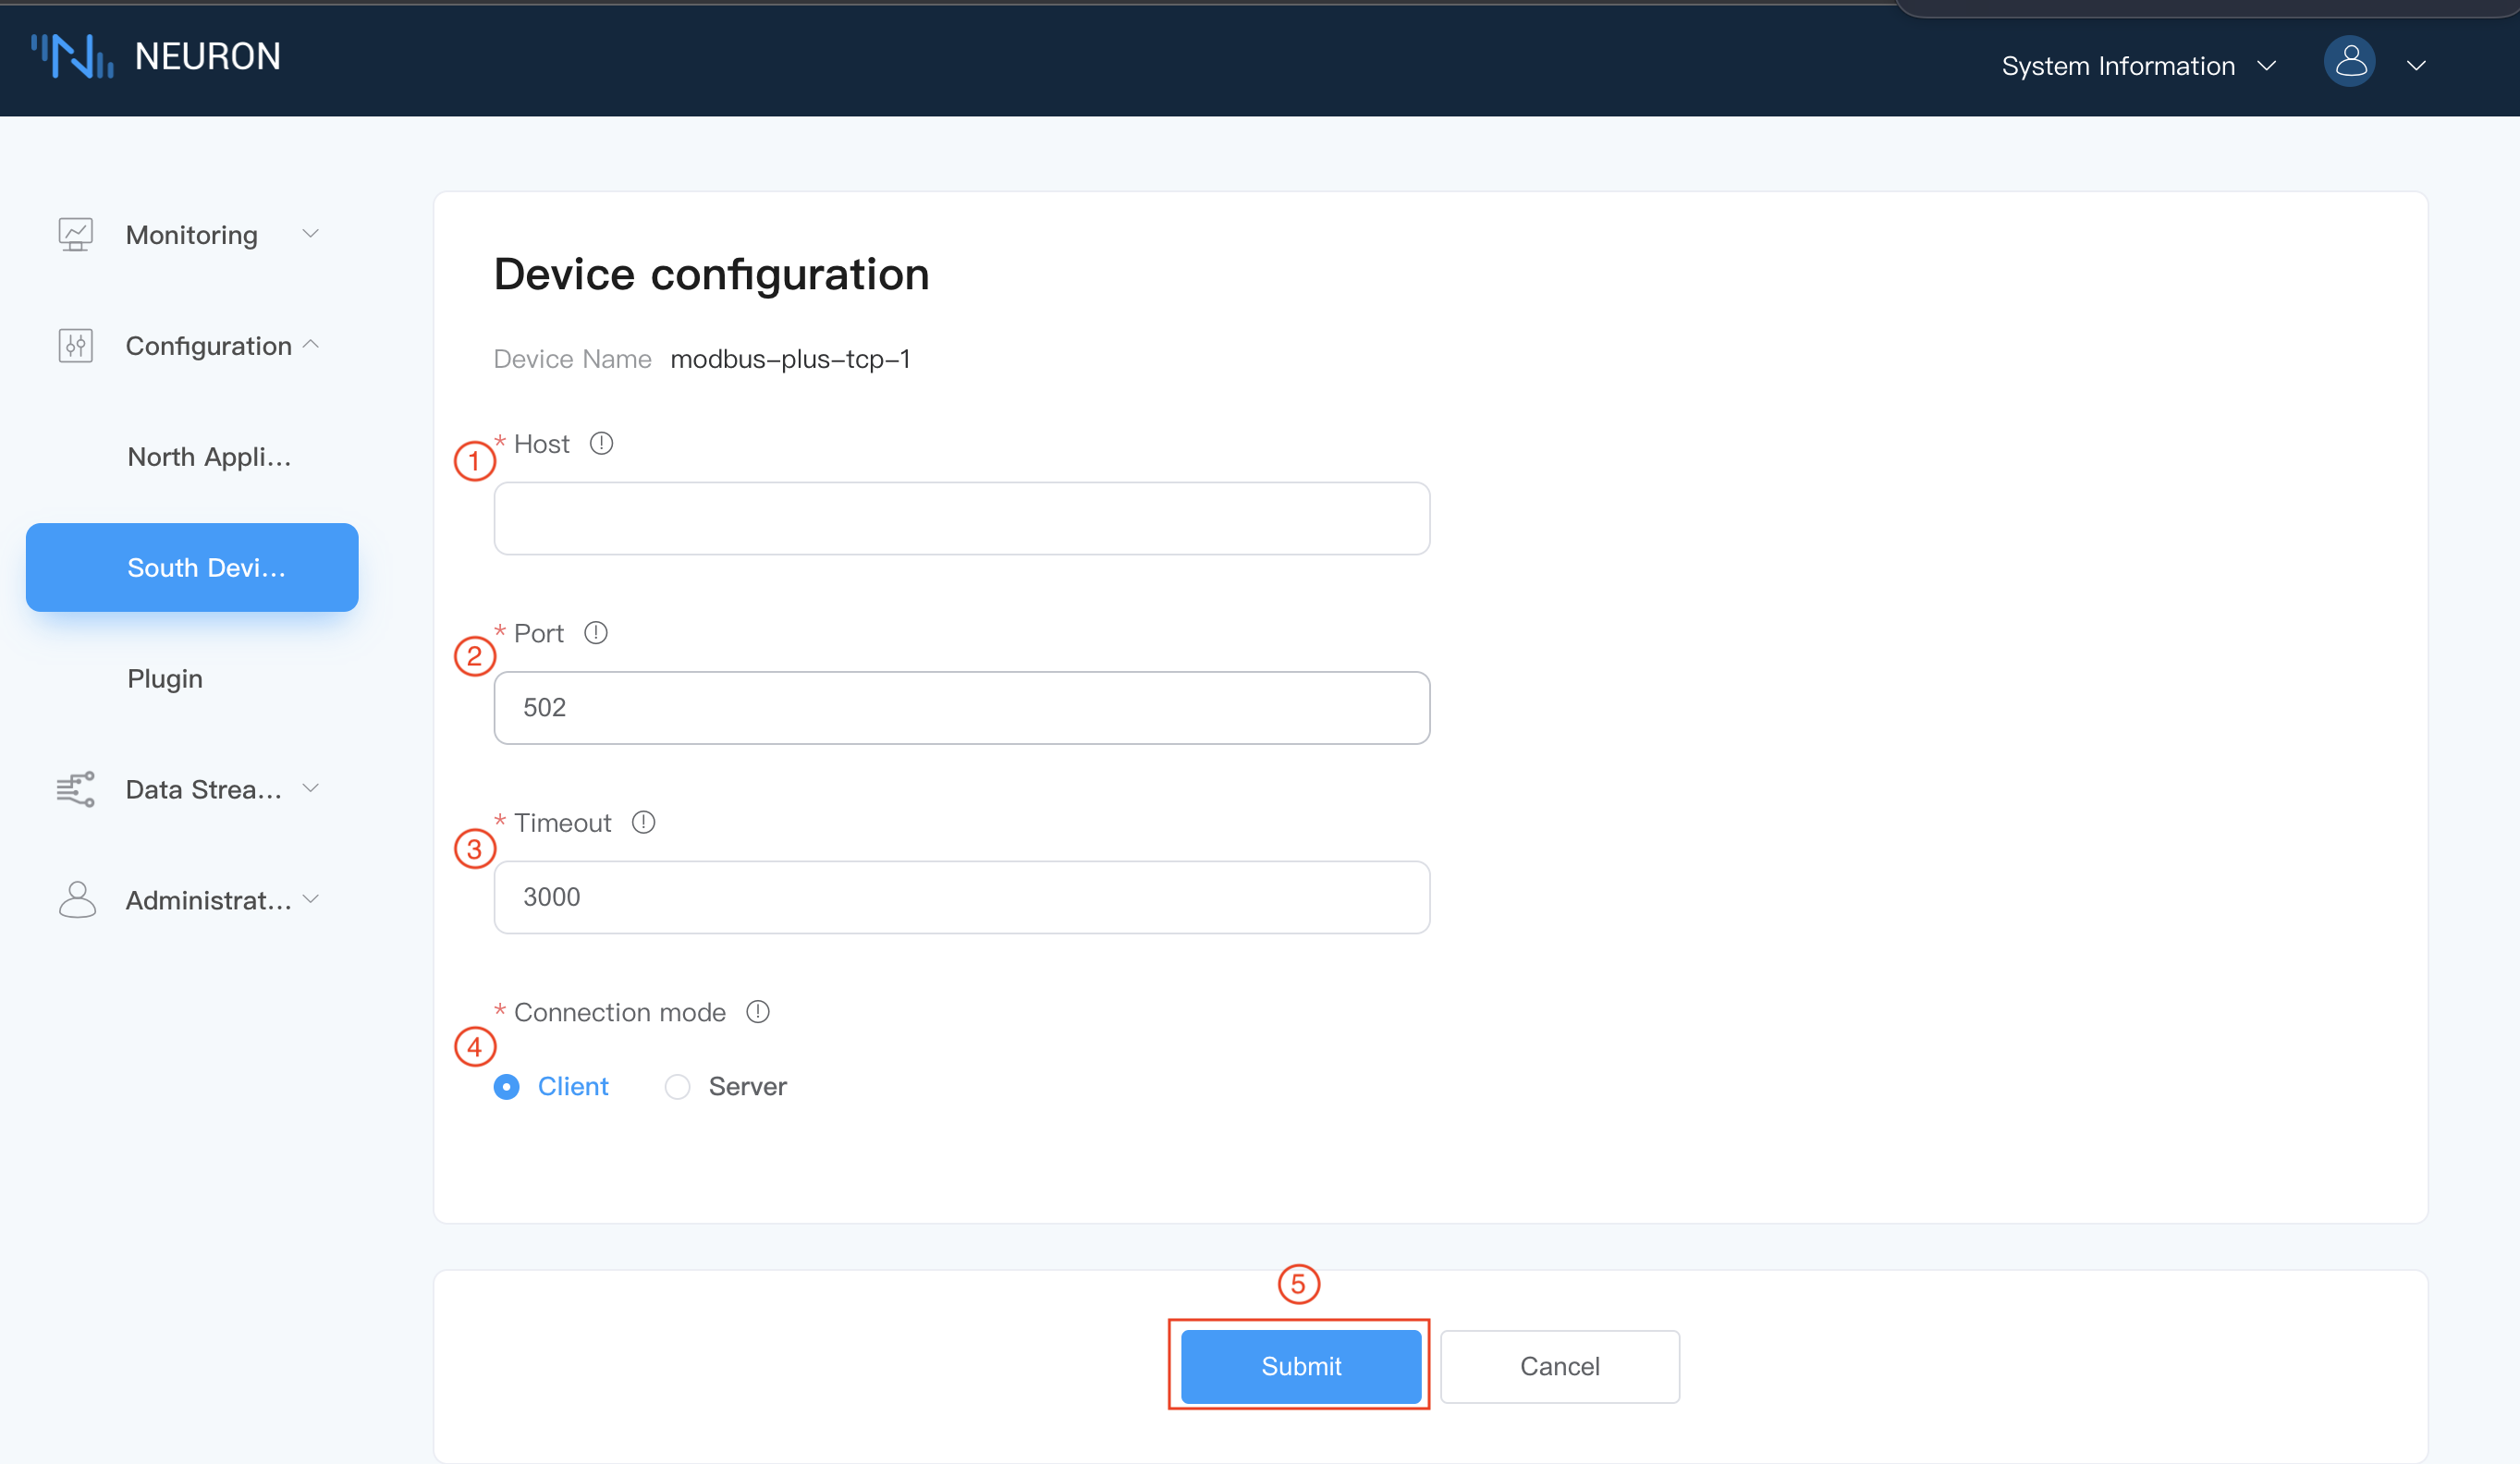 NEURON
System Information
Monitoring
Configuration
North Appli...
South Devi...
Plugin
Data Strea...
Administrat...
Device configuration
Device Name modbus-plus-tcp-1
* Host
1
* Port
2
502
* Timeout
3
3000
* Connection mode
4
Client Server
5
Submit Cancel